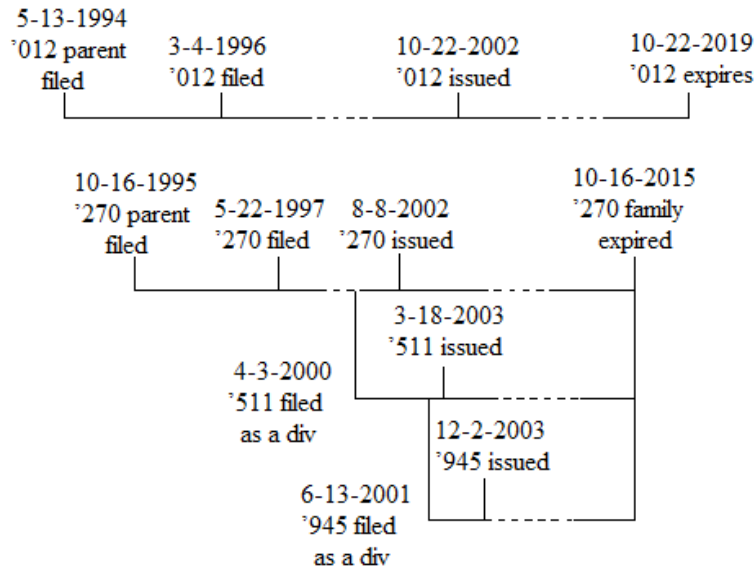 5-13-1994
’012 parent
filed
3-4-1996
’012 filed
10-22-2002
’012 issued
10-22-2019
’012 expires
10-16-1995
’270 parent
filed
5-22-1997
’270 filed
8-8-2002
’270 issued
10-16-2015
’270 family
expired
3-18-2003
’511 issued
4-3-2000
’511 filed
as a div
12-2-2003
’945 issued
6-13-2001
’945 filed
as a div